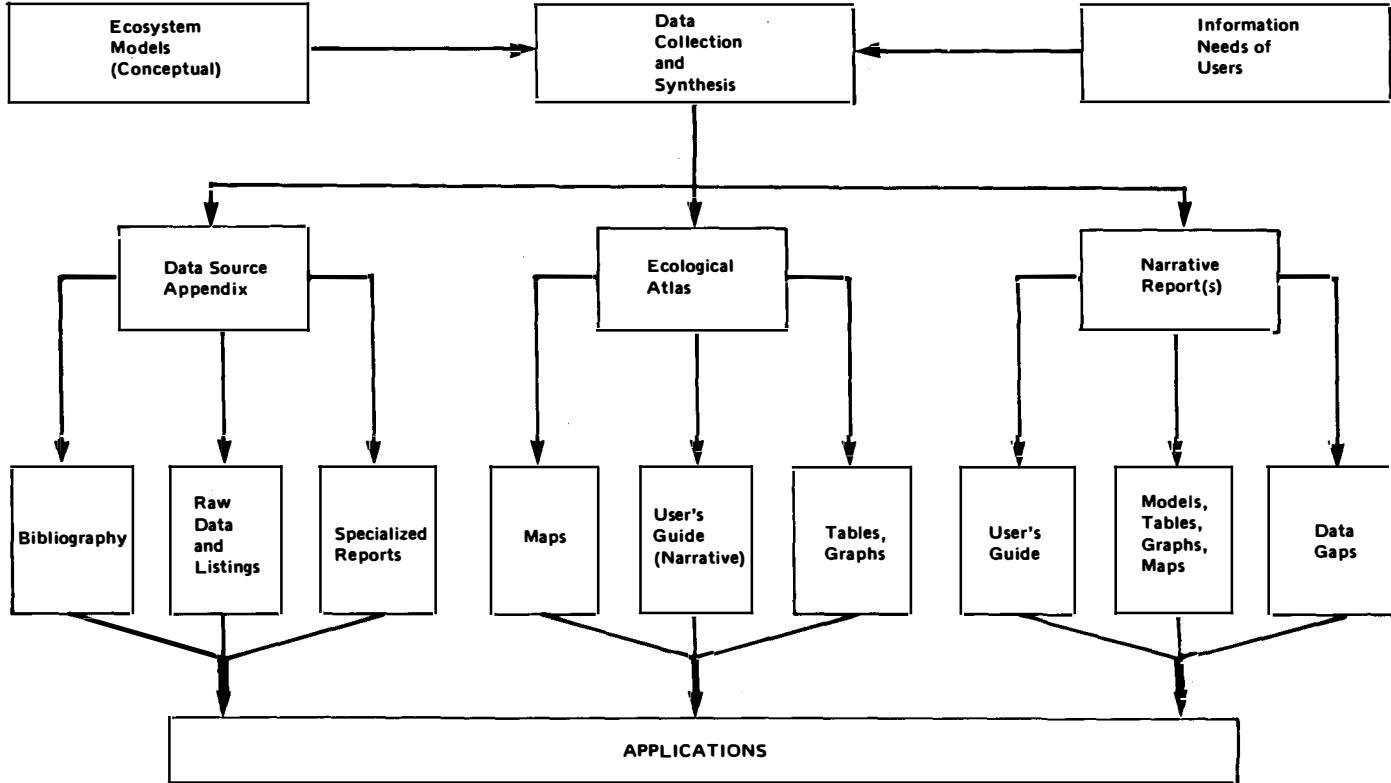 Ecosystem
Models
(Conceptual)
Data
Collection
and
Synthesis
Information
Needs of
Users
Data Source
Appendix
Ecological
Atlas
Narrative
Report(s)
Bibliography
Raw
Data
and
Listings
Specialized
Reports
Maps
User's
Guide
(Narrative)
Tables,
Graphs
User's
Guide
Models,
Tables,
Graphs,
Maps
Data
Gaps
APPLICATIONS